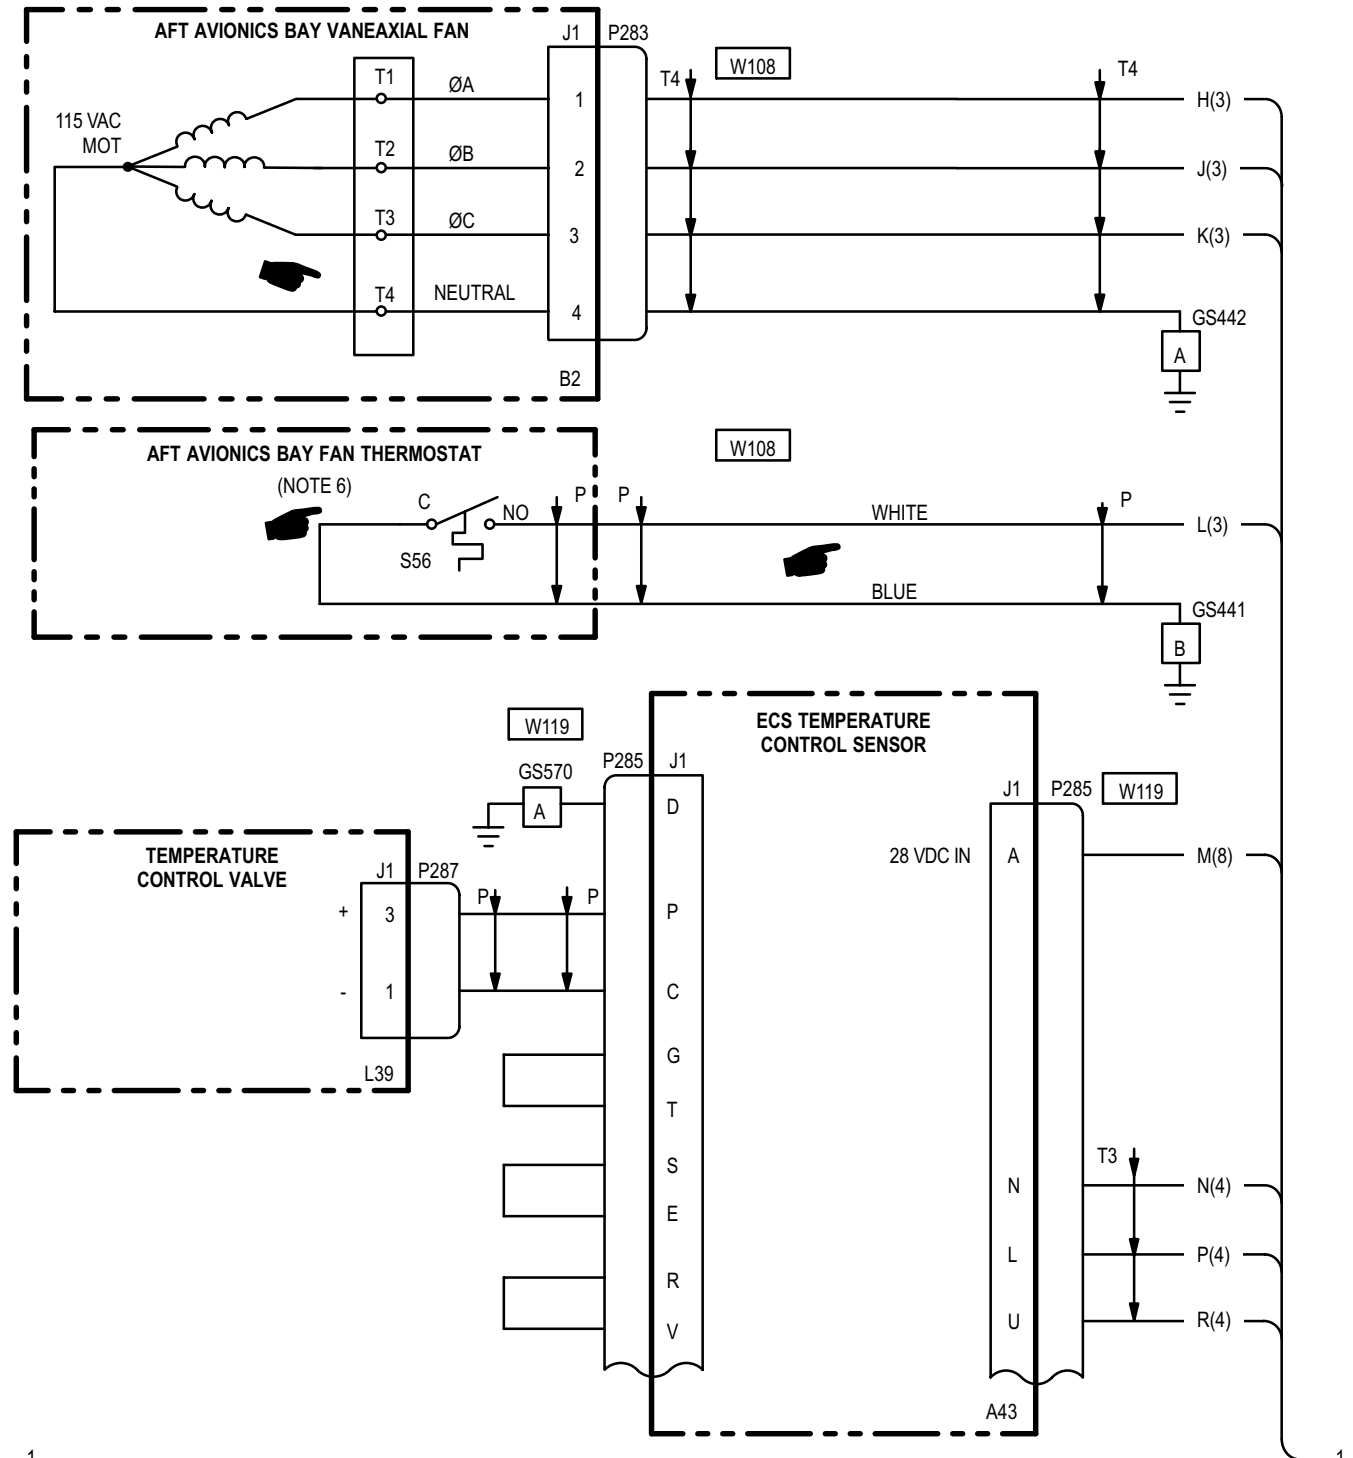 AFT AVIONICS BAY VANEAXIAL FAN
J1 P283
W108
T1 ØA 1 T4 T4 H(3)
115 VAC
MOT
T2 ØB 2 J(3)
T3 ØC 3 K(3)
T4 NEUTRAL 4
GS442
A
B2
AFT AVIONICS BAY FAN THERMOSTAT
W108
(NOTE 6)
C NO P P WHITE P L(3)
S56
BLUE
GS441
B
W119
ECS TEMPERATURE
CONTROL SENSOR
P285 J1
GS570
A D
J1 P285 W119
TEMPERATURE
CONTROL VALVE
28 VDC IN A M(8)
J1 P287
+ 3 P P P
- 1 C
G
L39
T
S
T3
N N(4)
E
L P(4)
R
U R(4)
V
A43
1 1